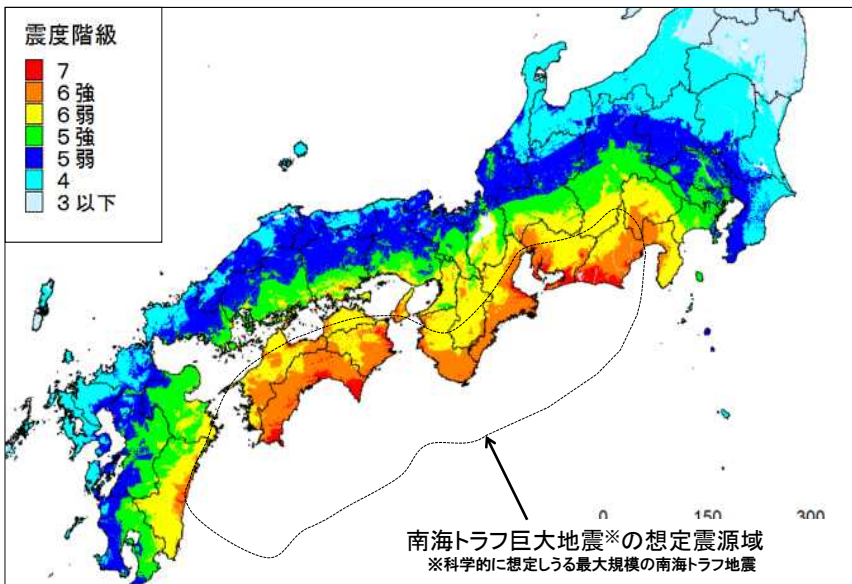 震度階級
7
6強
6弱
5強
5弱
4
3以下
0 150 300
南海トラフ巨大地震※の想定震源域
※科学的に想定しうる最大規模の南海トラフ地震